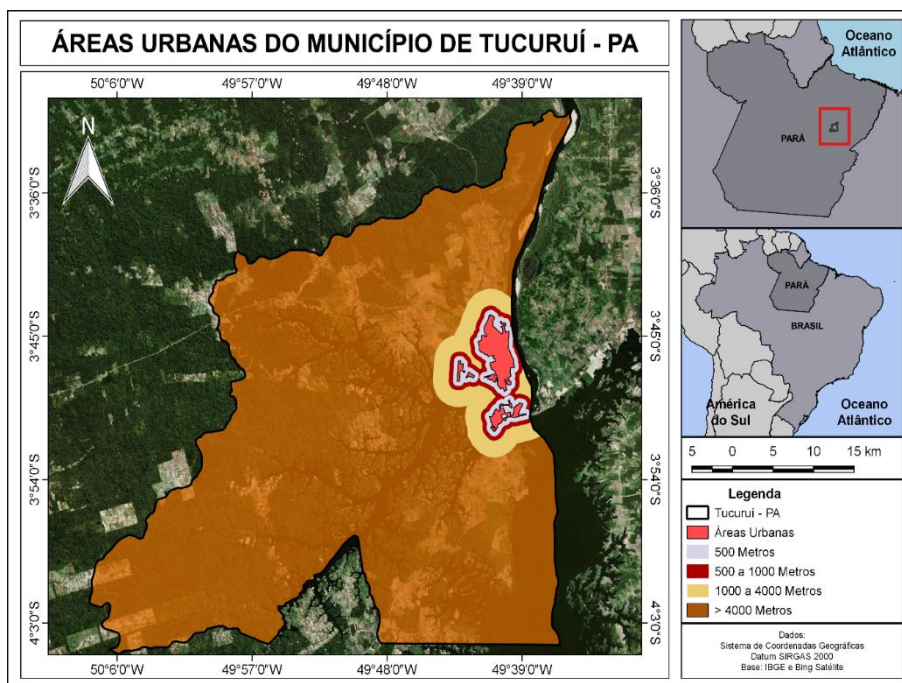 ÁREAS URBANAS DO MUNICÍPIO DE TUCURUÍ - PA
50°6'0"W
49°57'0"W
49°48'0"W
49°39'0"W
N
3°36'0"S
3°36'0"S
3°45'0"S
3°45'0"S
3°54'0"S
3°54'0"S
4°3'0"S
4°3'0"S
50°6'0"W
49°57'0"W
49°48'0"W
49°39'0"W
Oceano
Atlântico
PARÁ
PARÁ
BRASIL
América
do Sul
Oceano
Atlântico
5 0 5 10 15 km
Legenda
Tucuruí - PA
Áreas Urbanas
500 Metros
500 a 1000 Metros
1000 a 4000 Metros
> 4000 Metros
Dados:
Sistema de Coordenadas Geográficas
Datum SIRGAS 2000
Base: IBGE e Bing Satélite